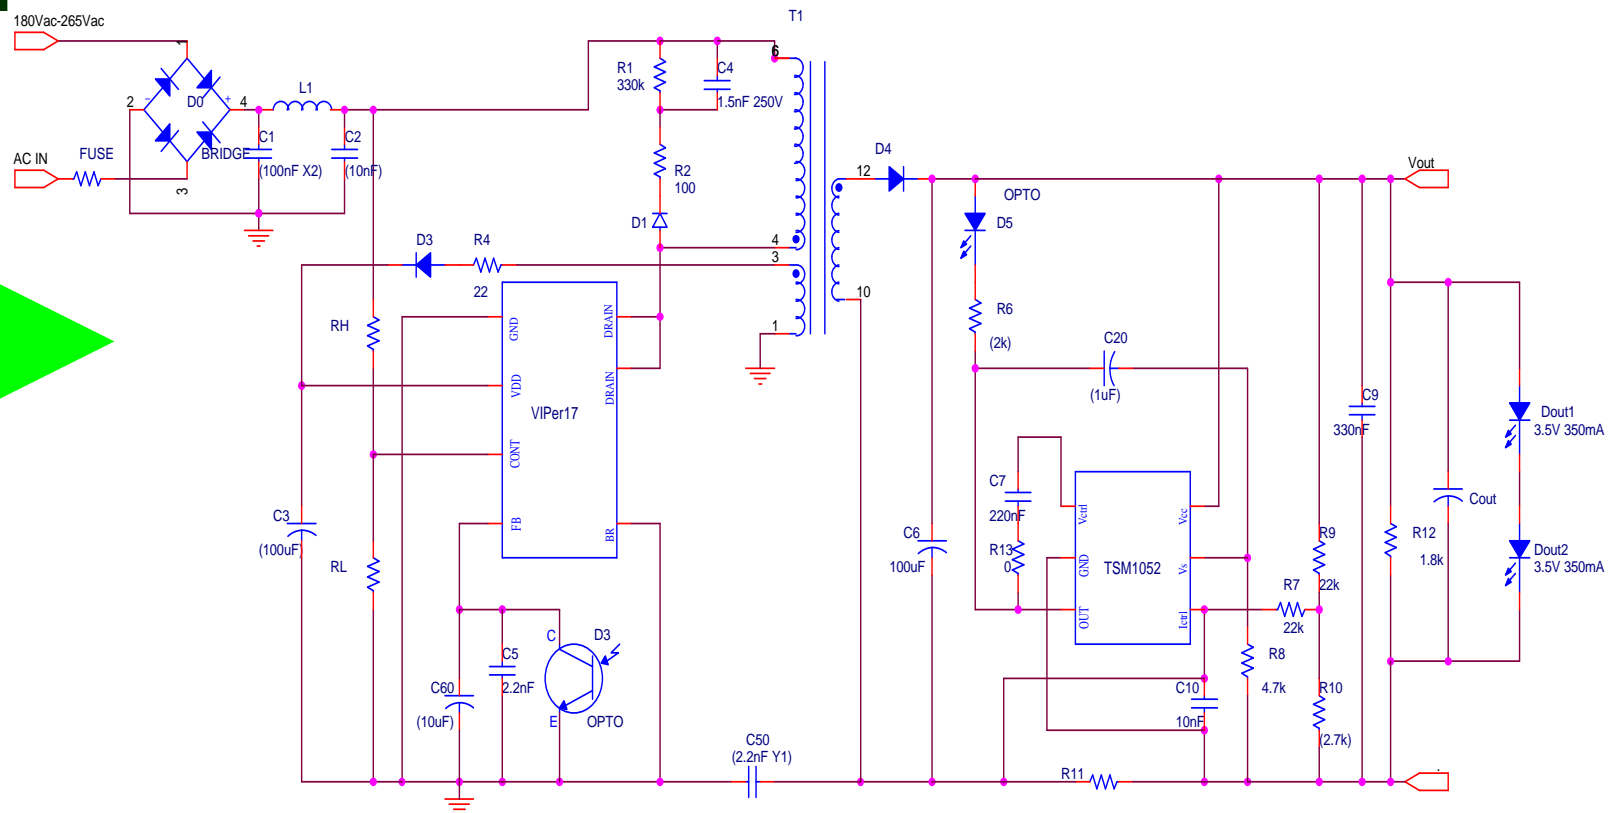 180Vac-265Vac
T1
1
6
R1
330k
C4
1.5nF 250V
2
-
D0
+
4
L1
C1
(100nF X2)
C2
(10nF)
AC IN
FUSE
BRIDGE
3
R2
100
D1
D4
12
Vout
OPTO
D5
D3
R4
22
4
3
10
1
R6
(2k)
RH
GND
DRAIN
VDD
DRAIN
VIPer17
CONT
FB
BR
C20
(1uF)
C9
330nF
Dout1
3.5V 350mA
C7
220nF
Vctrl
Vcc
Cout
C3
(100uF)
RL
C6
100uF
R13
0
GND
TSM1052
Vs
R9
22k
R12
1.8k
Dout2
3.5V 350mA
OUT
Ictrl
R7
22k
C
D3
C5
2.2nF
R8
4.7k
C60
(10uF)
E
OPTO
C10
10nF
R10
(2.7k)
C50
(2.2nF Y1)
R11
.